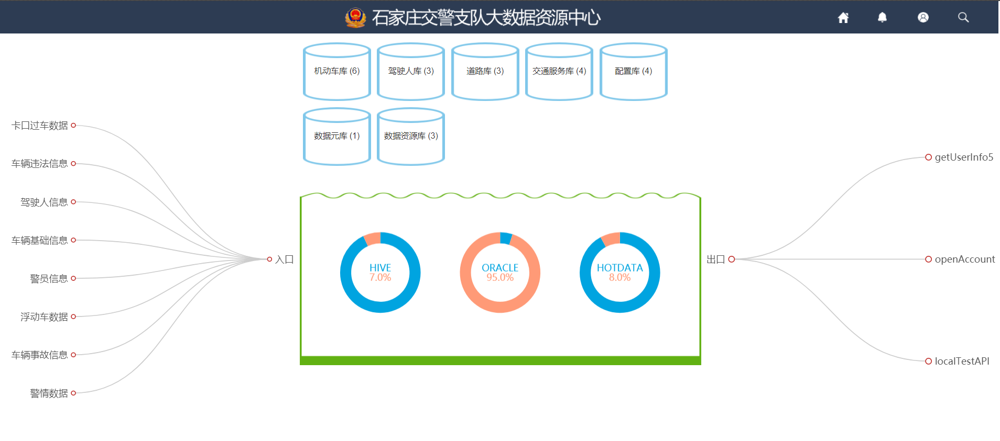 石家庄交警支队大数据资源中心
机动车库 (6)
驾驶人库 (3)
道路库 (3)
交通服务库 (4)
配置库 (4)
数据元库 (1)
数据资源库 (3)
卡口过车数据
车辆违法信息
驾驶人信息
车辆基础信息
警员信息
浮动车数据
车辆事故信息
警情数据
入口
HIVE
7.0%
ORACLE
95.0%
HOTDATA
8.0%
出口
getUserInfo5
openAccount
localTestAPI